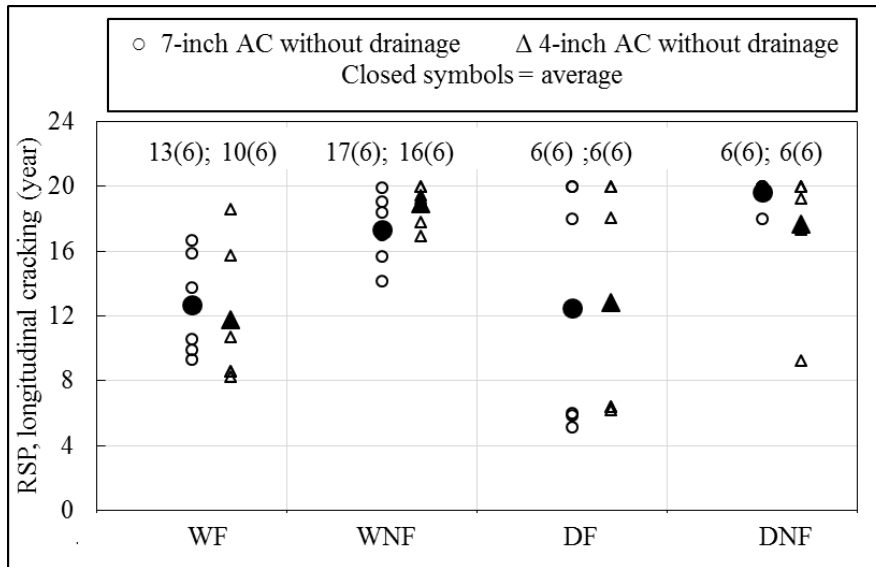 ○ 7-inch AC without drainage Δ 4-inch AC without drainage
Closed symbols = average
RSP, longitudinal cracking (year)
24
13(6); 10(6) 17(6); 16(6) 6(6) ;6(6) 6(6); 6(6)
20
16
12
8
4
0
WF WNF DF DNF